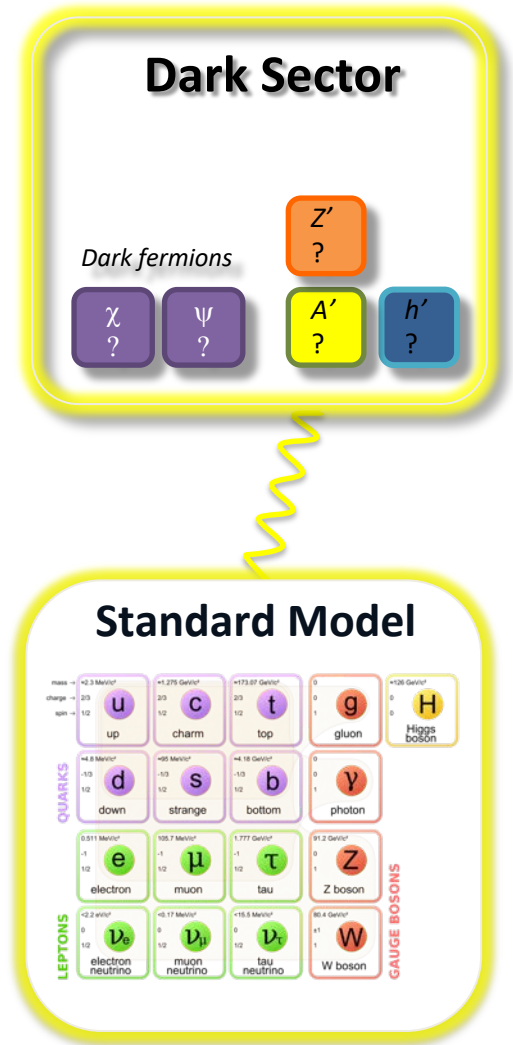 Dark Sector
Z’
?
Dark fermions
χ ψ A’ h’
? ? ? ?
Standard Model
mass → ≈2.3 MeV/c² ≈1.275 GeV/c² ≈173.07 GeV/c² 0 ≈126 GeV/c²
charge → 2/3 2/3 2/3 0 0
u c t g H
spin → 1/2 1/2 1/2 1 0
up charm top gluon Higgs
boson
QUARKS
≈4.8 MeV/c² ≈95 MeV/c² ≈4.18 GeV/c² 0
-1/3 -1/3 -1/3 0
d s b γ
1/2 1/2 1/2 1
down strange bottom photon
0.511 MeV/c² 105.7 MeV/c² 1.777 GeV/c² 91.2 GeV/c²
-1 -1 -1 0
e μ τ Z
1/2 1/2 1/2 1
electron muon tau Z boson
LEPTONS
GAUGE BOSONS
<2.2 eV/c² <0.17 MeV/c² <15.5 MeV/c² 80.4 GeV/c²
0 0 0 ±1
νe νμ ντ W
1/2 1/2 1/2 1
electron muon tau W boson
neutrino neutrino neutrino